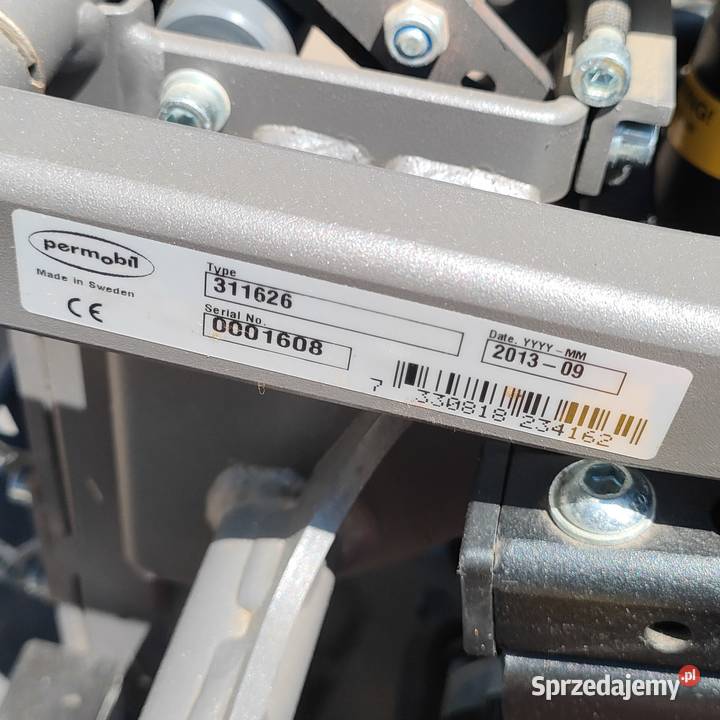 permobil
Made in Sweden
CE
Type
311626
Serial No
0001608
Date, YYYY-MM
2013-09
7 330818 234162
NG!
Sprzedajemy.pl